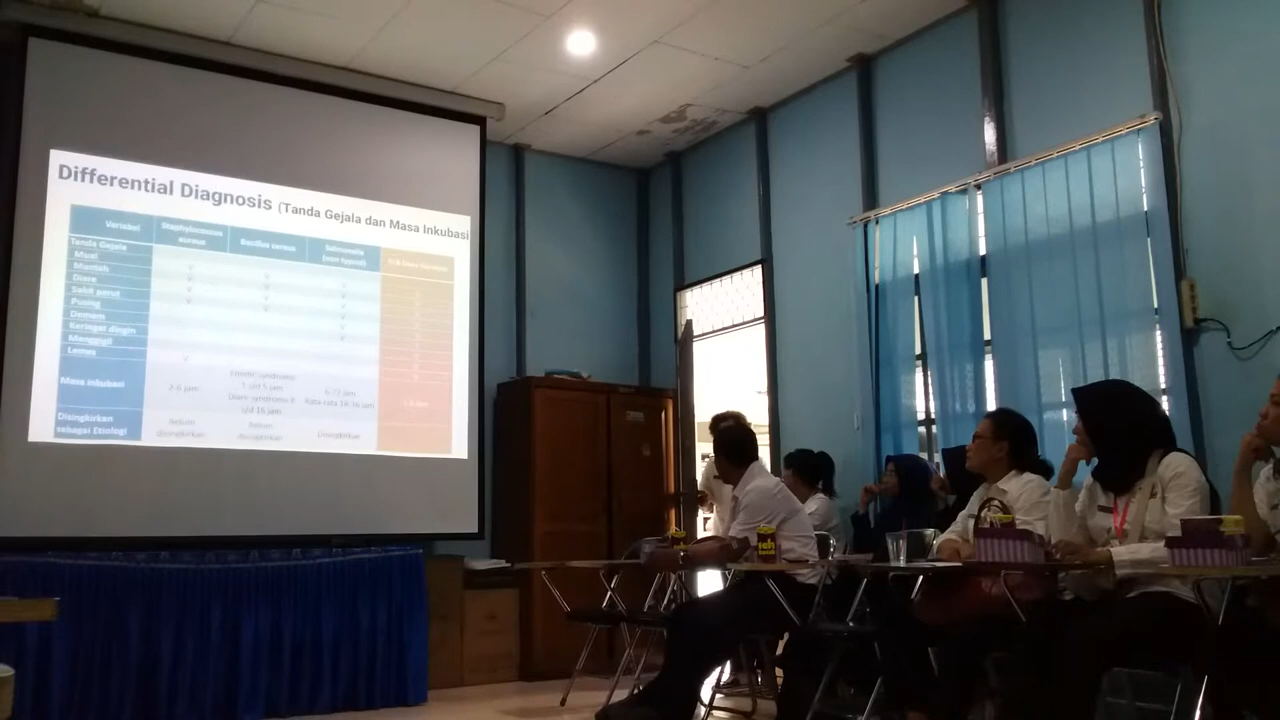 Differential Diagnosis (Tanda Gejala dan Masa Inkubasi
Variabel Staphylococcus aureus Bacillus cereus Salmonella (non typoid)
Tanda Gejala
Mual
Muntah v v
Diare v v v
Sakit perut v v v
Pusing v v v
Demam v
Keringat dingin v
Menggigil v
Lemas v
Masa inkubasi 2-6 jam Emetic syndrome 1 s/d 5 jam Diare syndrome 8 s/d 16 jam 6-72 jam Rata-rata 18-36 jam
Disingkirkan sebagai Etiologi Belum disingkirkan Belum disingkirkan Disingkirkan
teh